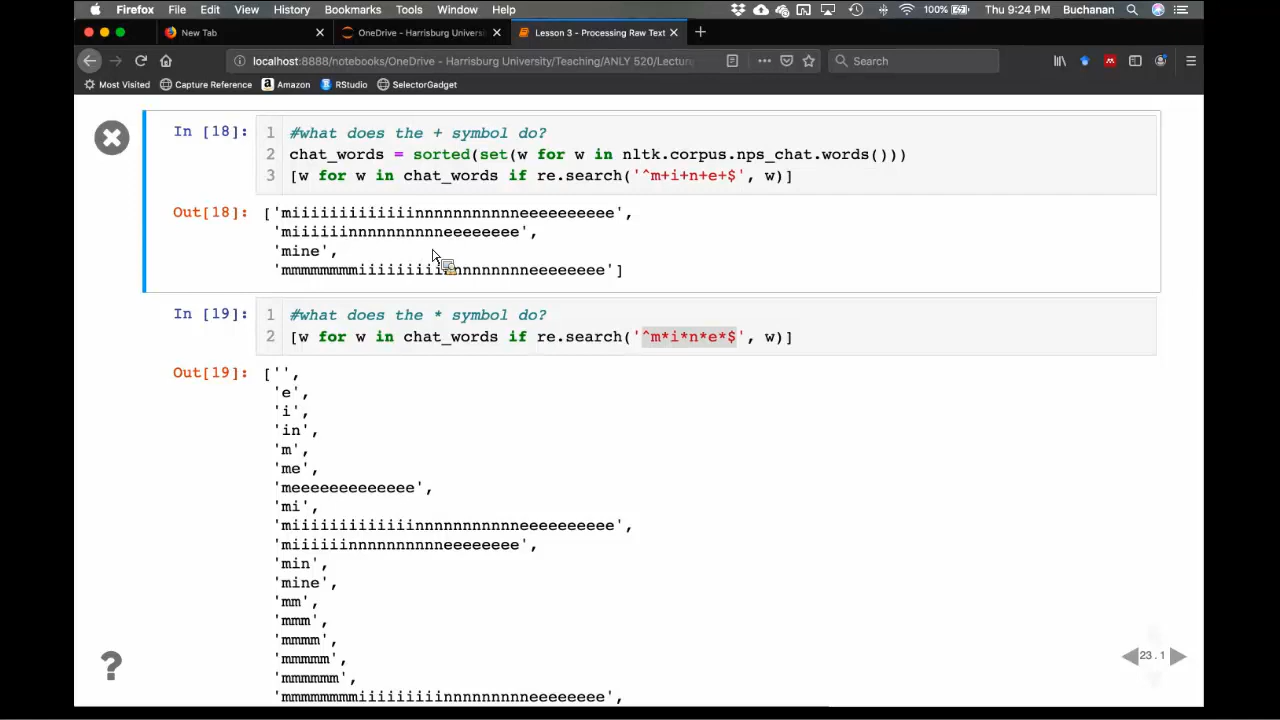 Firefox File Edit View History Bookmarks Tools Window Help 100% Thu 9:24 PM Buchanan
New Tab OneDrive - Harrisburg Universi Lesson 3 - Processing Raw Text
localhost:8888/notebooks/OneDrive - Harrisburg University/Teaching/ANLY 520/Lectur Search
Most Visited Capture Reference Amazon RStudio SelectorGadget
In [18]: 1 #what does the + symbol do?
2 chat_words = sorted(set(w for w in nltk.corpus.nps_chat.words()))
3 [w for w in chat_words if re.search('^m+i+n+e+$', w)]
Out[18]: ['miiiiiiiiiiiiinnnnnnnnnnneeeeeeeeee',
'miiiiiinnnnnnnnnneeeeeeee',
'mine',
'mmmmmmmmiiiiiiiiinnnnnnnnneeeeeeee']
In [19]: 1 #what does the * symbol do?
2 [w for w in chat_words if re.search('^m*i*n*e*$', w)]
Out[19]: ['',
'e',
'i',
'in',
'm',
'me',
'meeeeeeeeeeeee',
'mi',
'miiiiiiiiiiiiinnnnnnnnnnneeeeeeeeee',
'miiiiiinnnnnnnnnneeeeeeee',
'min',
'mine',
'mm',
'mmm',
'mmmm',
'mmmmm',
'mmmmmm',
'mmmmmmmmiiiiiiiiinnnnnnnnneeeeeeee',
?
23.1